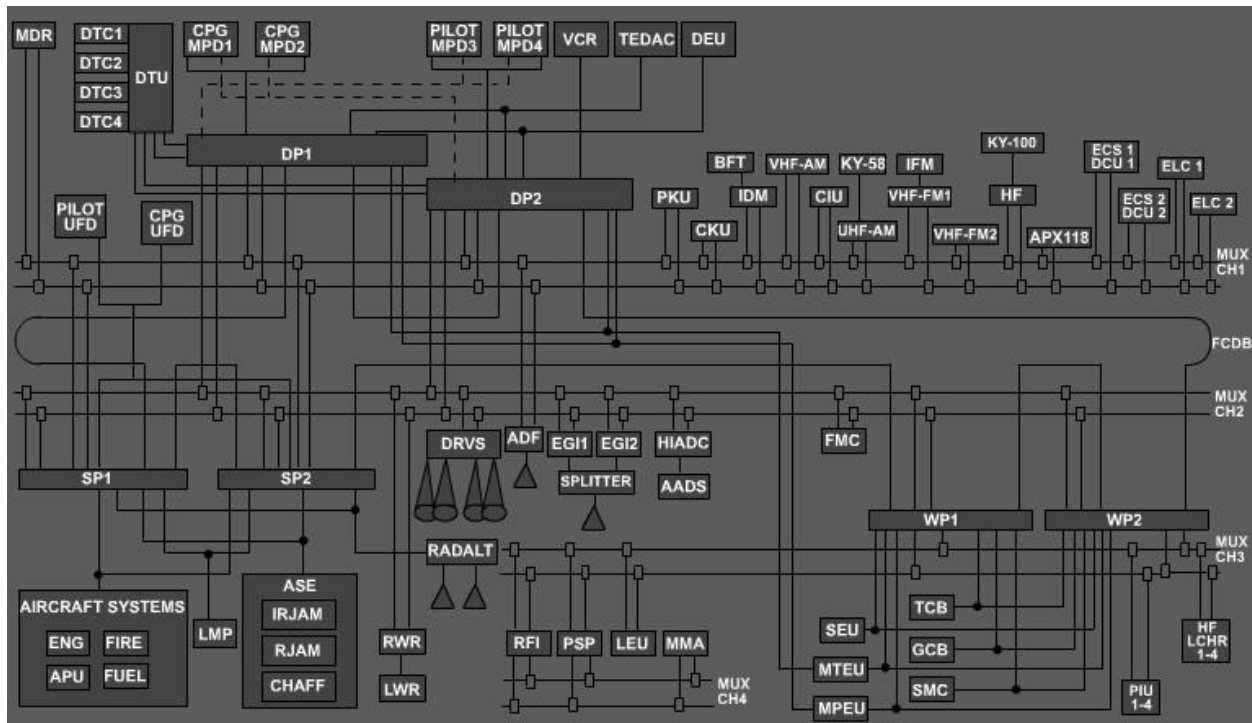 MDR
DTC1
DTC2
DTC3
DTC4
DTU
CPG
MPD1
CPG
MPD2
PILOT
MPD3
PILOT
MPD4
VCR
TEDAC
DEU
DP1
DP2
PILOT
UFD
CPG
UFD
PKU
CKU
BFT
IDM
VHF-AM
CIU
KY-58
UHF-AM
IFM
VHF-FM1
VHF-FM2
KY-100
HF
APX118
ECS 1
DCU 1
ECS 2
DCU 2
ELC 1
ELC 2
MUX
CH1
FCDB
MUX
CH2
SP1
SP2
DRVS
ADF
EGI1
EGI2
SPLITTER
HIADC
AADS
FMC
WP1
WP2
RADALT
MUX
CH3
AIRCRAFT SYSTEMS
ENG
FIRE
APU
FUEL
LMP
ASE
IRJAM
RJAM
CHAFF
RWR
LWR
RFI
PSP
LEU
MMA
MUX
CH4
SEU
MTEU
MPEU
TCB
GCB
SMC
PIU
1-4
HF
LCHR
1-4